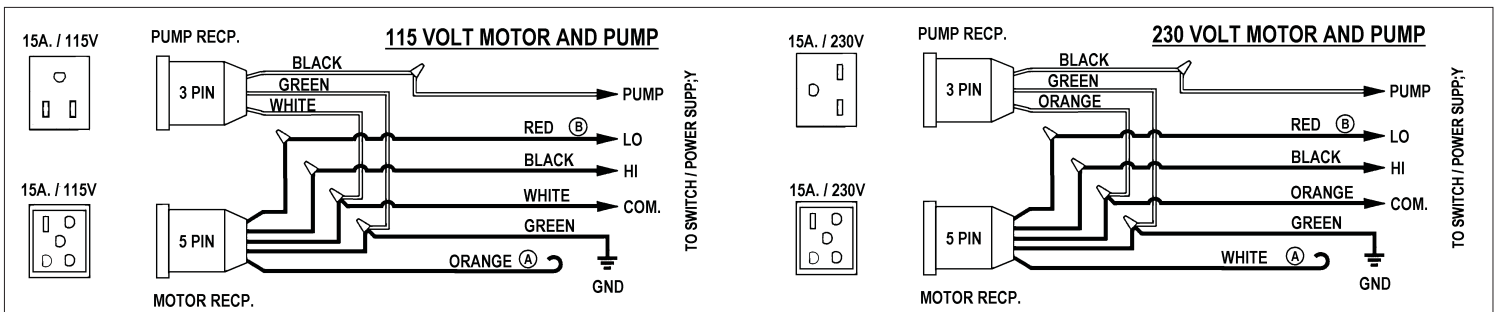 115 VOLT MOTOR AND PUMP
15A. / 115V
PUMP RECP.
3 PIN
BLACK
GREEN
WHITE
PUMP
RED B
LO
BLACK
HI
15A. / 115V
WHITE
COM.
5 PIN
GREEN
ORANGE A
GND
MOTOR RECP.
TO SWITCH / POWER SUPP;Y
230 VOLT MOTOR AND PUMP
15A. / 230V
PUMP RECP.
3 PIN
BLACK
GREEN
ORANGE
PUMP
RED B
LO
BLACK
HI
15A. / 230V
ORANGE
COM.
5 PIN
GREEN
WHITE A
GND
MOTOR RECP.
TO SWITCH / POWER SUPP;Y